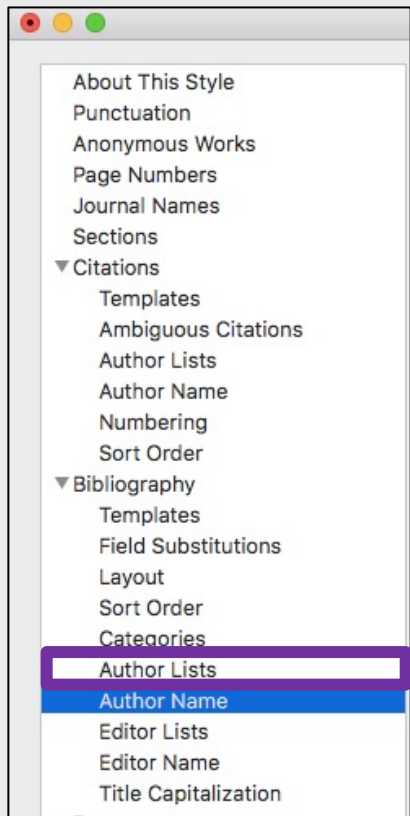 About This Style
Punctuation
Anonymous Works
Page Numbers
Journal Names
Sections
Citations
Templates
Ambiguous Citations
Author Lists
Author Name
Numbering
Sort Order
Bibliography
Templates
Field Substitutions
Layout
Sort Order
Categories
Author Lists
Author Name
Editor Lists
Editor Name
Title Capitalization